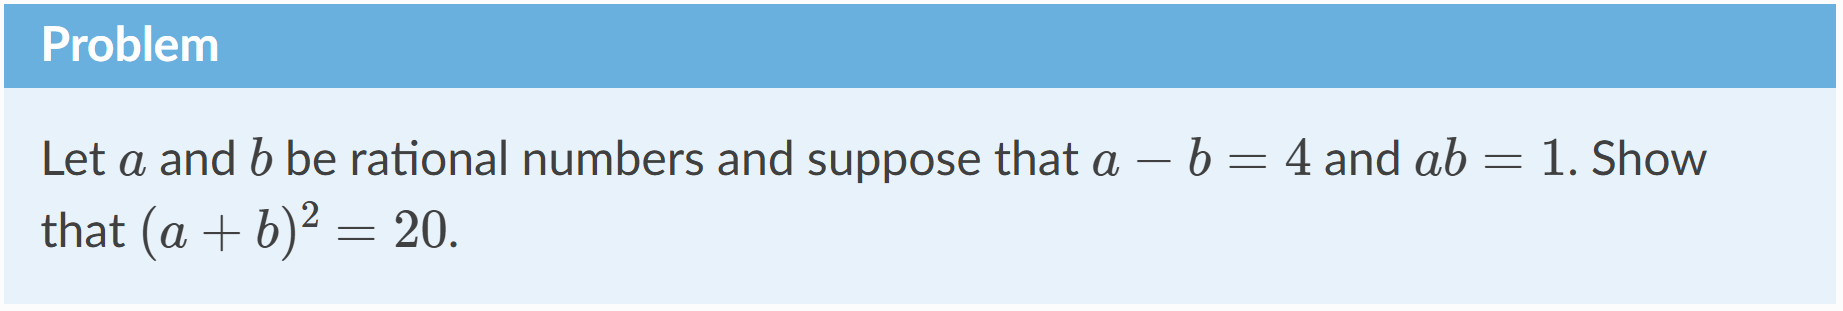 Problem
Let a and b be rational numbers and suppose that a − b = 4 and ab = 1. Show
that (a + b)² = 20.